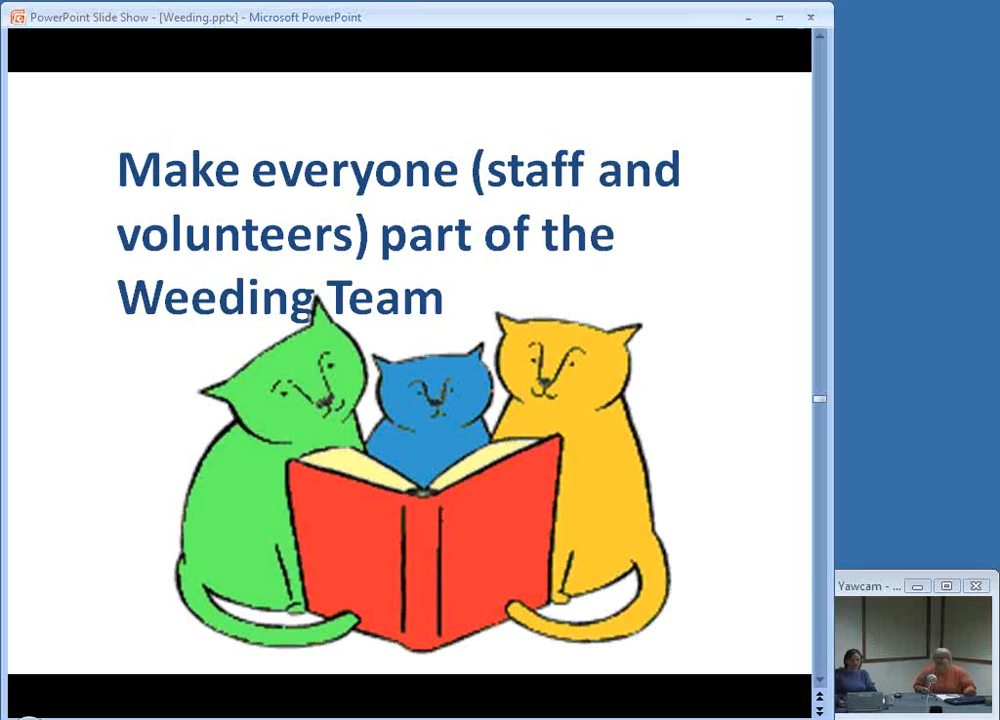 PowerPoint Slide Show - [Weeding.pptx] - Microsoft PowerPoint
Make everyone (staff and
volunteers) part of the
Weeding Team
Yawcam - ...